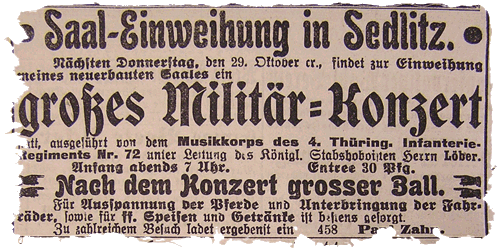 Saal-Einweihung in Sedlitz.
Nächsten Donnerstag, den 29. Oktober cr., findet zur Einweihung
meines neuerbauten Saales ein
großes Militär-Konzert
statt, ausgeführt von dem Musikkorps des 4. Thüring. Infanterie-
Regiments Nr. 72 unter Leitung des Königl. Stabshoboisten Herrn Löber.
Anfang abends 7 Uhr. Entree 30 Pfg.
Nach dem Konzert grosser Ball.
Für Ausspannung der Pferde und Unterbringung der Fahr-
räder, sowie für ff. Speisen und Getränke ist bestens gesorgt.
Zu zahlreichem Besuch ladet ergebenst ein 458 Pa Zahn